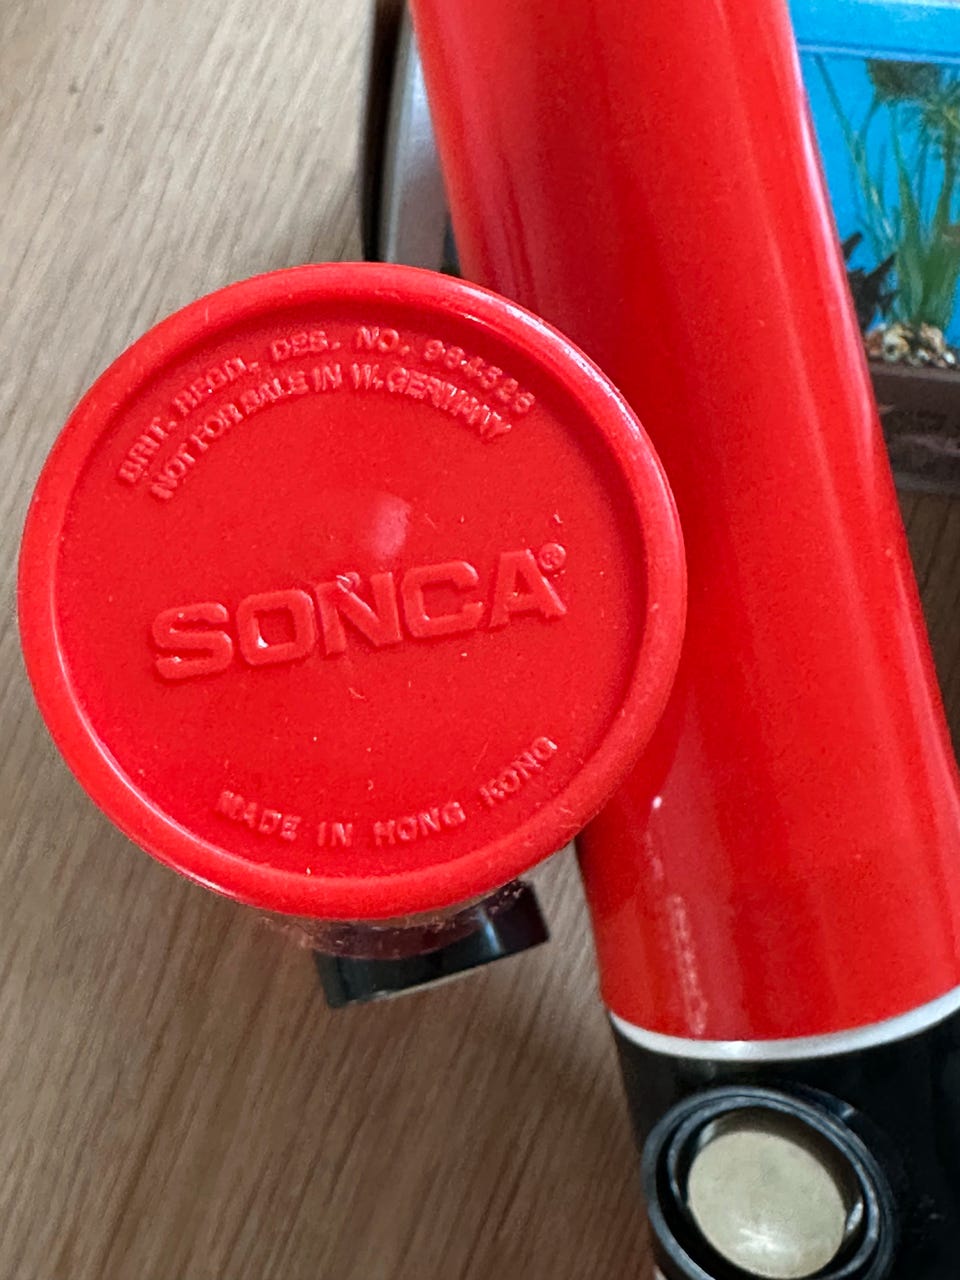 BRIT. REGD. DES. NO. 964526
NOT FOR SALE IN W. GERMANY
SONCA®
MADE IN HONG KONG